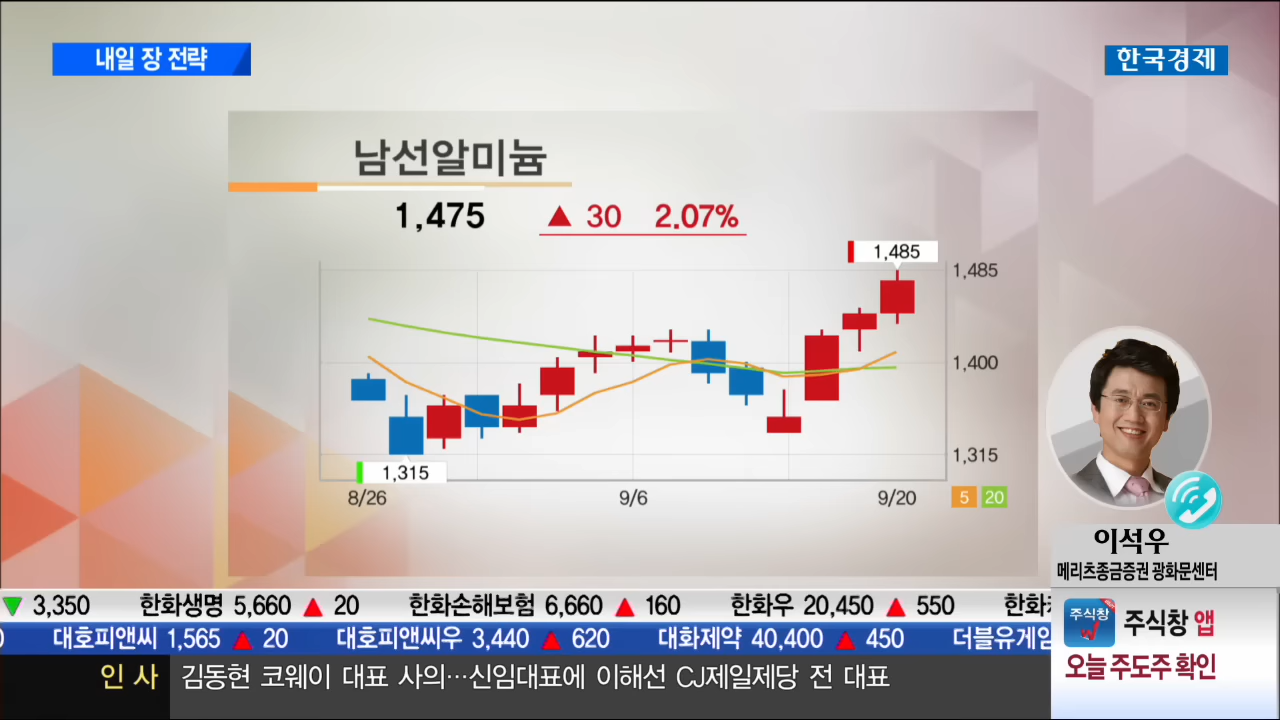 내일 장 전략
한국경제
남선알미늄
1,475 ▲ 30 2.07%
1,485
1,485
1,400
1,315
1,315
8/26 9/6 9/20 5 20
이석우
메리츠종금증권 광화문센터
▼ 3,350 한화생명 5,660 ▲ 20 한화손해보험 6,660 ▲ 160 한화우 20,450 ▲ 550
대호피앤씨 1,565 ▲ 20 대호피앤씨우 3,440 ▲ 620 대화제약 40,400 ▲ 450 더블유게임
주식창
주식창 앱
오늘 주도주 확인
인 사 김동현 코웨이 대표 사의…신임대표에 이해선 CJ제일제당 전 대표